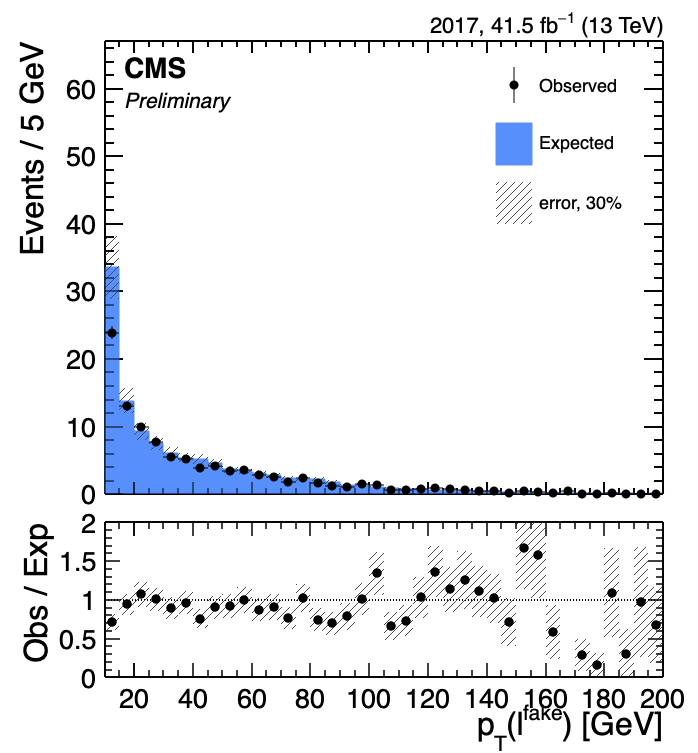 2017, 41.5 fb⁻¹ (13 TeV)
CMS
Preliminary
Observed
Expected
error, 30%
Events / 5 GeV
60
50
40
30
20
10
0
Obs / Exp
2
1.5
1
0.5
0
20 40 60 80 100 120 140 160 180 200
p_T(l^fake) [GeV]